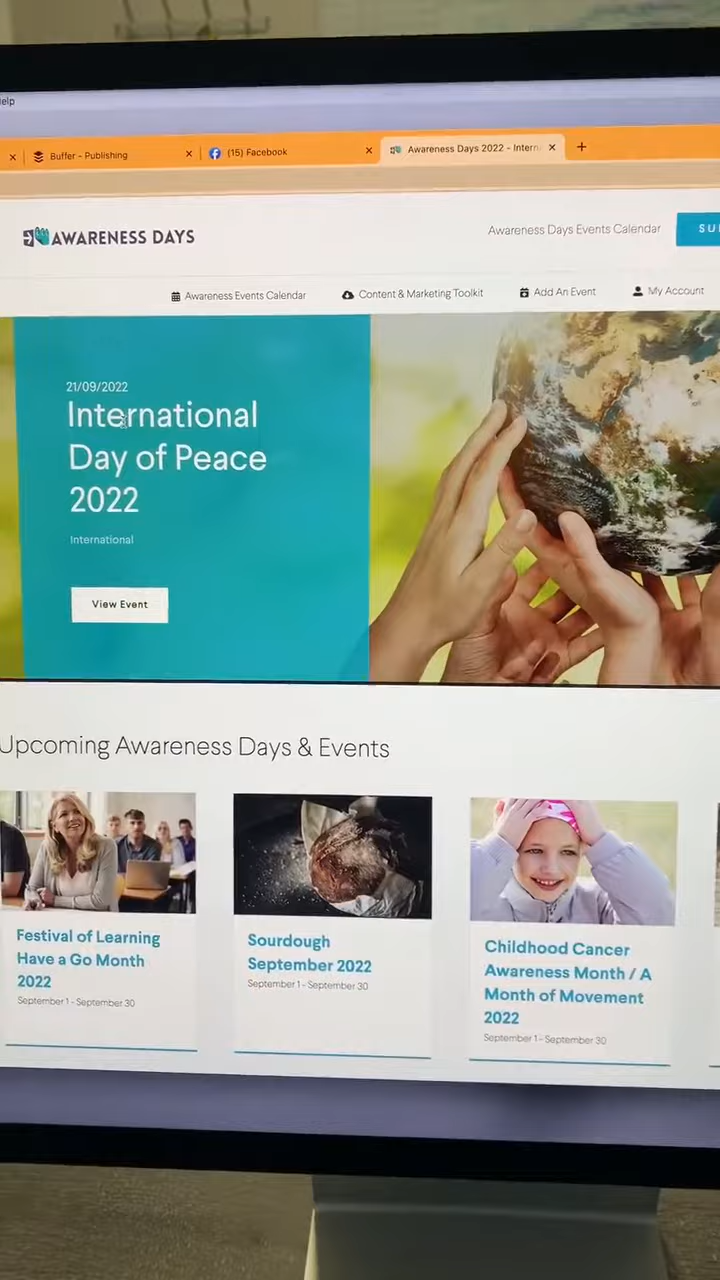 Buffer - Publishing
(15) Facebook
Awareness Days 2022 - Intern
AWARENESS DAYS
Awareness Days Events Calendar
Awareness Events Calendar
Content & Marketing Toolkit
Add An Event
My Account
21/09/2022
International
Day of Peace
2022
International
View Event
Upcoming Awareness Days & Events
Festival of Learning
Have a Go Month
2022
September 1 - September 30
Sourdough
September 2022
September 1 - September 30
Childhood Cancer
Awareness Month / A
Month of Movement
2022
September 1 - September 30